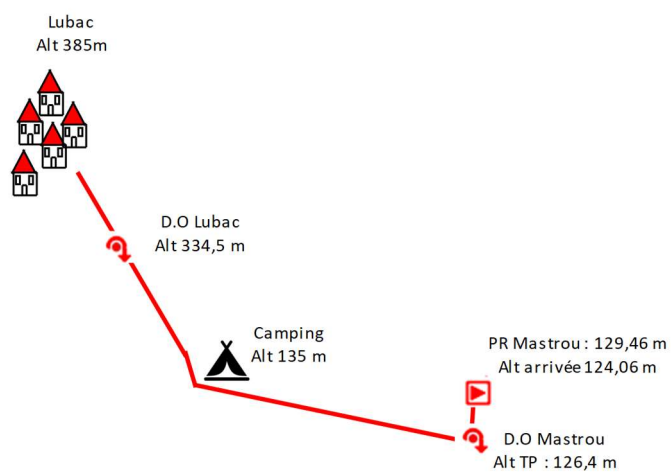 Lubac
Alt 385m
D.O Lubac
Alt 334,5 m
Camping
Alt 135 m
PR Mastrou : 129,46 m
Alt arrivée 124,06 m
D.O Mastrou
Alt TP : 126,4 m